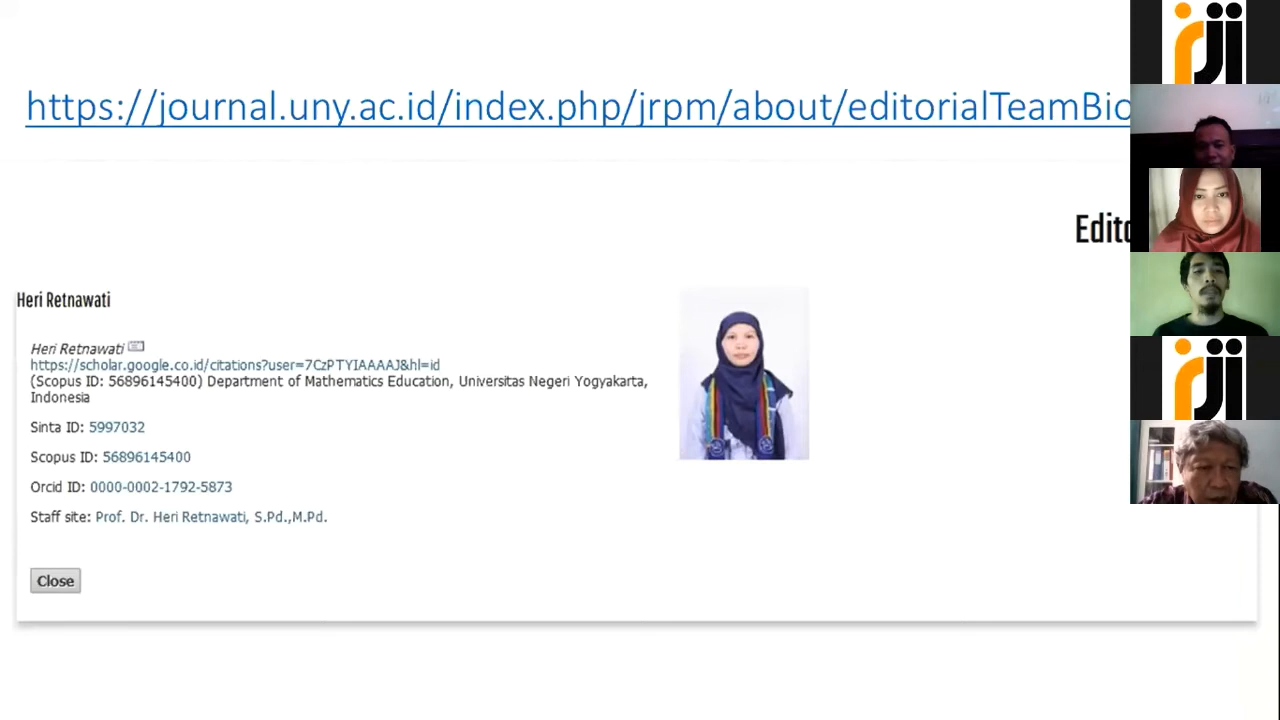 https://journal.uny.ac.id/index.php/jrpm/about/editorialTeamBio
Edito
Heri Retnawati
Heri Retnawati
https://scholar.google.co.id/citations?user=7CzPTYIAAAAJ&hl=id
(Scopus ID: 56896145400) Department of Mathematics Education, Universitas Negeri Yogyakarta,
Indonesia
Sinta ID: 5997032
Scopus ID: 56896145400
Orcid ID: 0000-0002-1792-5873
Staff site: Prof. Dr. Heri Retnawati, S.Pd.,M.Pd.
Close
rji
rji